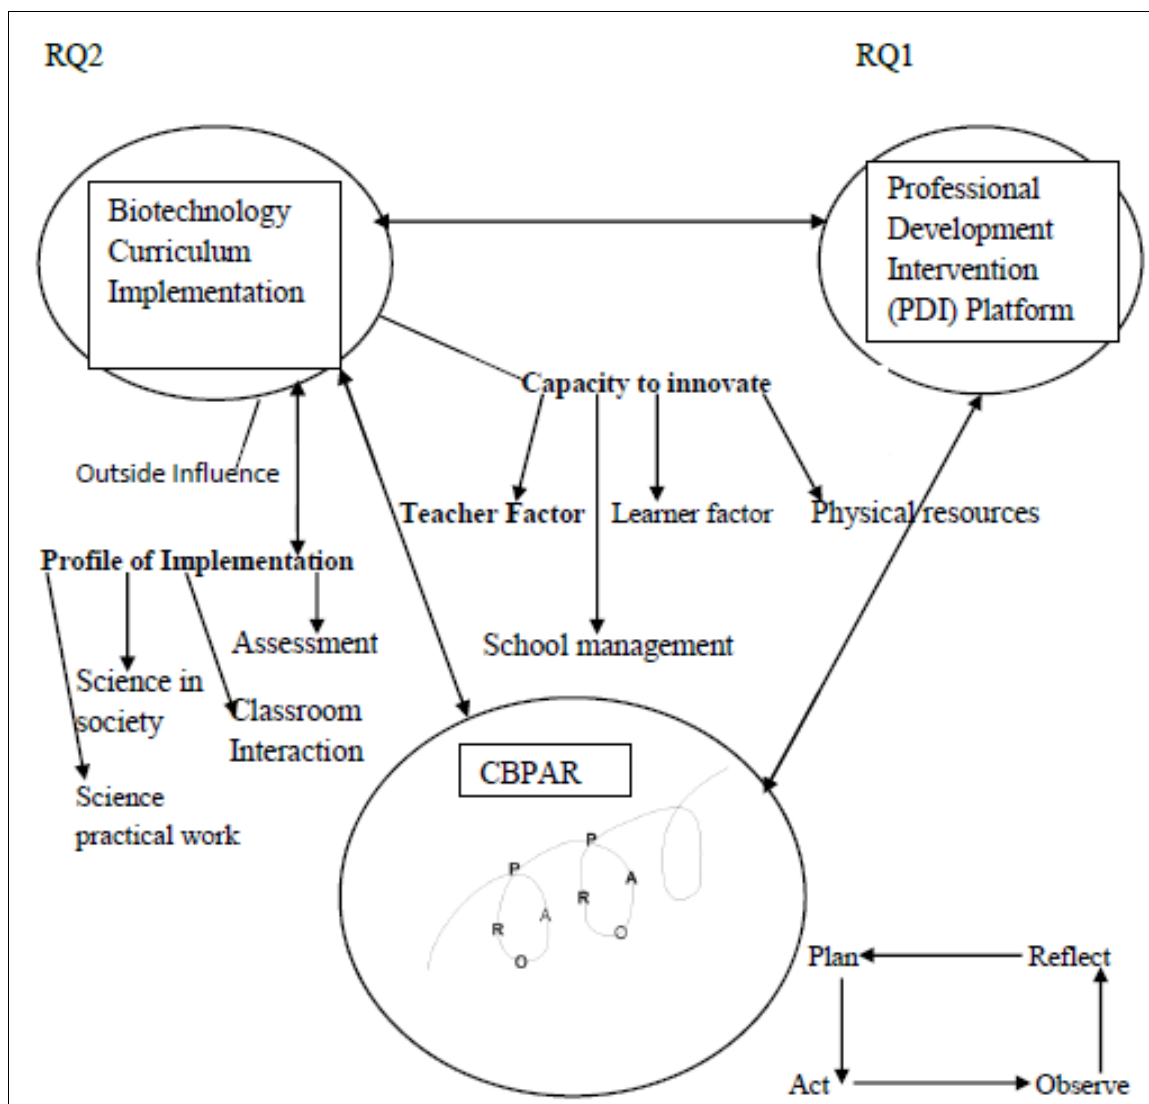 RQ2
RQ1
Biotechnology
Curriculum
Implementation
Professional
Development
Intervention
(PDI) Platform
Capacity to innovate
Outside Influence
Teacher Factor
Learner factor
Physical resources
Profile of Implementation
Assessment
School management
Science in
society
Classroom
Interaction
Science
practical work
CBPAR
P
A
R
O
P
A
R
O
Plan
Reflect
Act
Observe